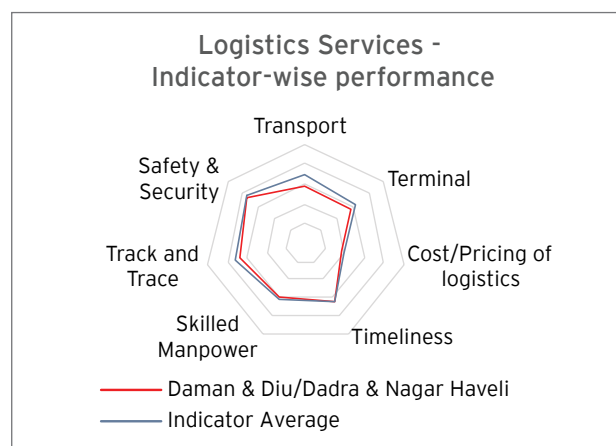 Logistics Services -
Indicator-wise performance
Transport
Safety &
Security
Terminal
Track and
Trace
Cost/Pricing of
logistics
Skilled
Manpower
Timeliness
Daman & Diu/Dadra & Nagar Haveli
Indicator Average